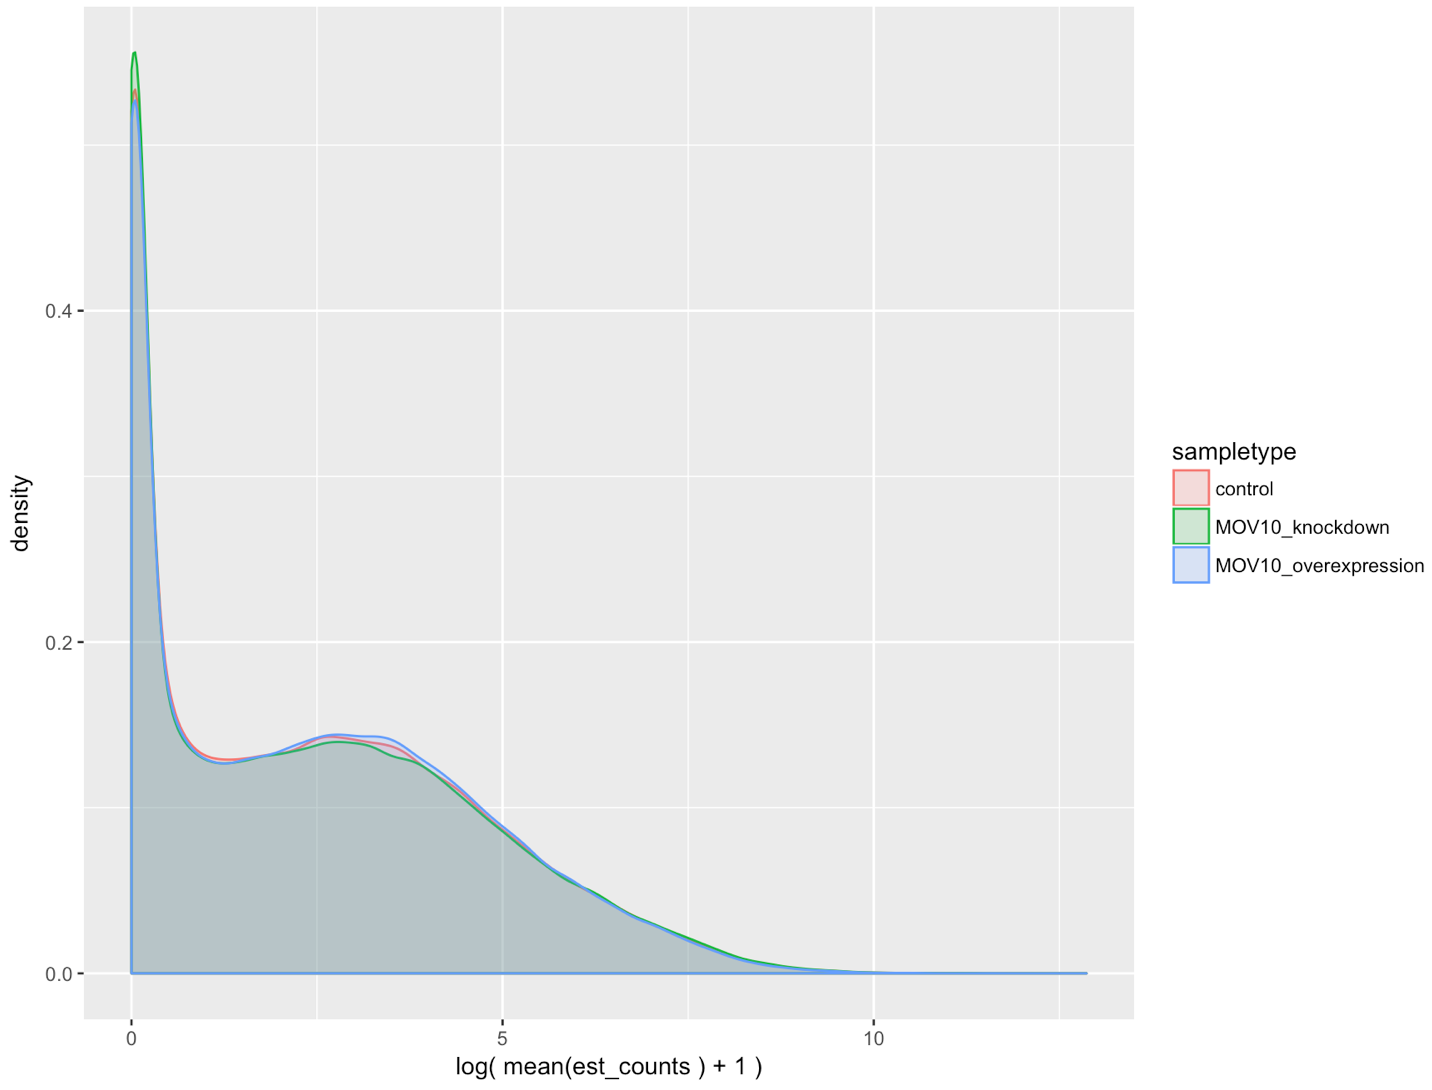 density
0.4
0.2
0.0
0
5
10
log( mean(est_counts ) + 1 )
sampletype
control
MOV10_knockdown
MOV10_overexpression